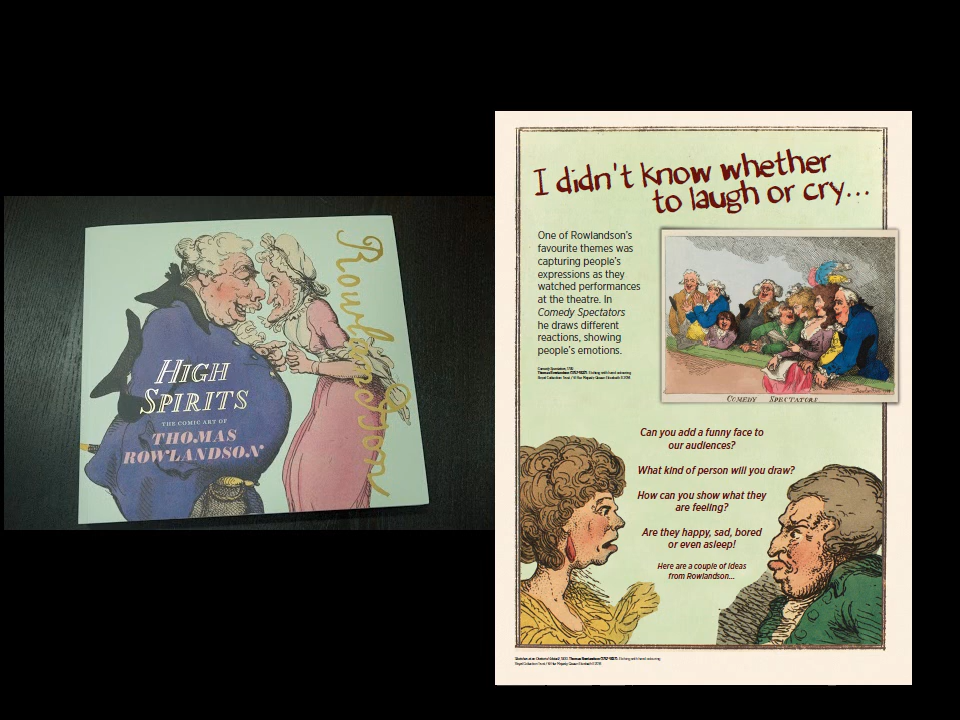 HIGH
SPIRITS
THE COMIC ART OF
THOMAS
ROWLANDSON
Rowlandson
I didn't know whether
to laugh or cry...
One of Rowlandson's
favourite themes was
capturing people's
expressions as they
watched performances
at the theatre. In
Comedy Spectators
he draws different
reactions, showing
people's emotions.
COMEDY SPECTATORS
Can you add a funny face to
our audiences?
What kind of person will you draw?
How can you show what they
are feeling?
Are they happy, sad, bored
or even asleep!
Here are a couple of ideas
from Rowlandson...